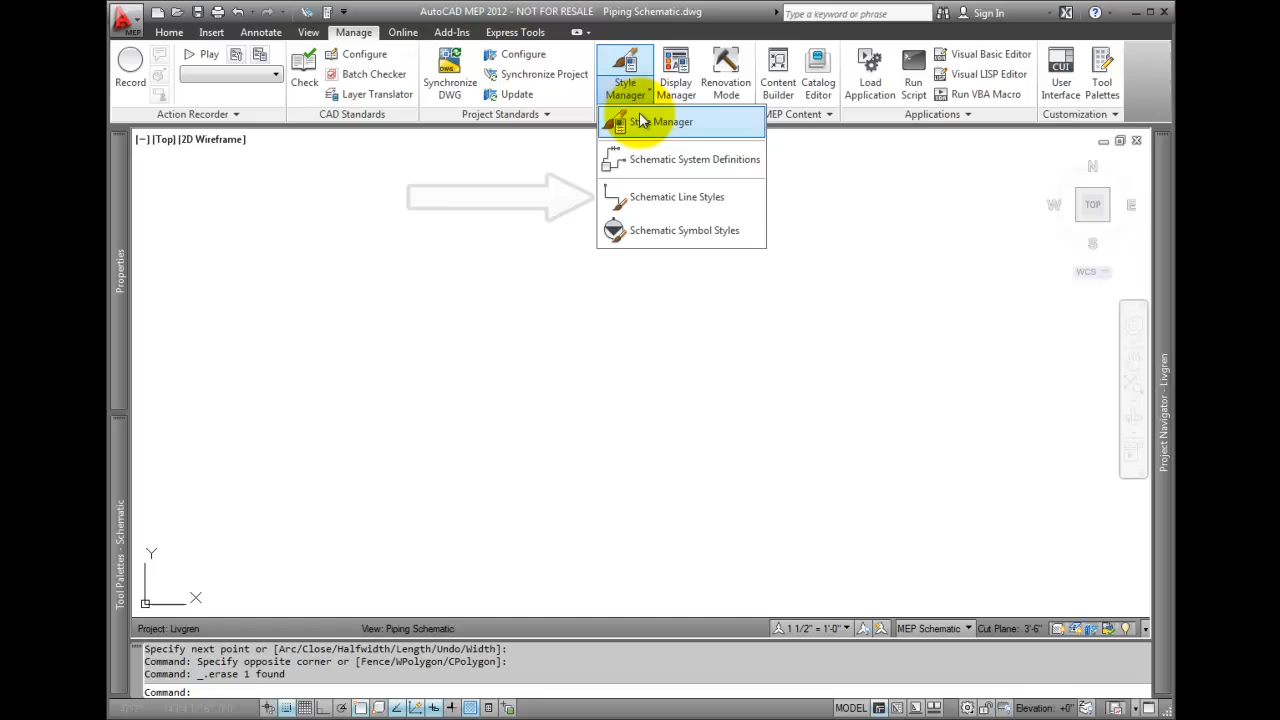 AutoCAD MEP 2012 - NOT FOR RESALE Piping Schematic.dwg
Type a keyword or phrase
Sign In
MEP
Home Insert Annotate View Manage Online Add-Ins Express Tools
Record
Play
Action Recorder
Check
Configure
Batch Checker
Layer Translator
CAD Standards
Synchronize
DWG
Configure
Synchronize Project
Update
Project Standards
Style
Manager
Display
Manager
Renovation
Mode
Content
Builder
Catalog
Editor
MEP Content
Load
Application
Run
Script
Visual Basic Editor
Visual LISP Editor
Run VBA Macro
Applications
CUI
User
Interface
Tool
Palettes
Customization
Style Manager
Schematic System Definitions
Schematic Line Styles
Schematic Symbol Styles
[−] [Top] [2D Wireframe]
N
W TOP E
S
WCS
Properties
Tool Palettes - Schematic
Project Navigator - Livgren
Y
X
Project: Livgren View: Piping Schematic 1 1/2" = 1'-0" MEP Schematic Cut Plane: 3'-6"
Specify next point or [Arc/Close/Halfwidth/Length/Undo/Width]:
Command: Specify opposite corner or [Fence/WPolygon/CPolygon]:
Command: _.erase 1 found
Command:
MODEL Elevation: +0"